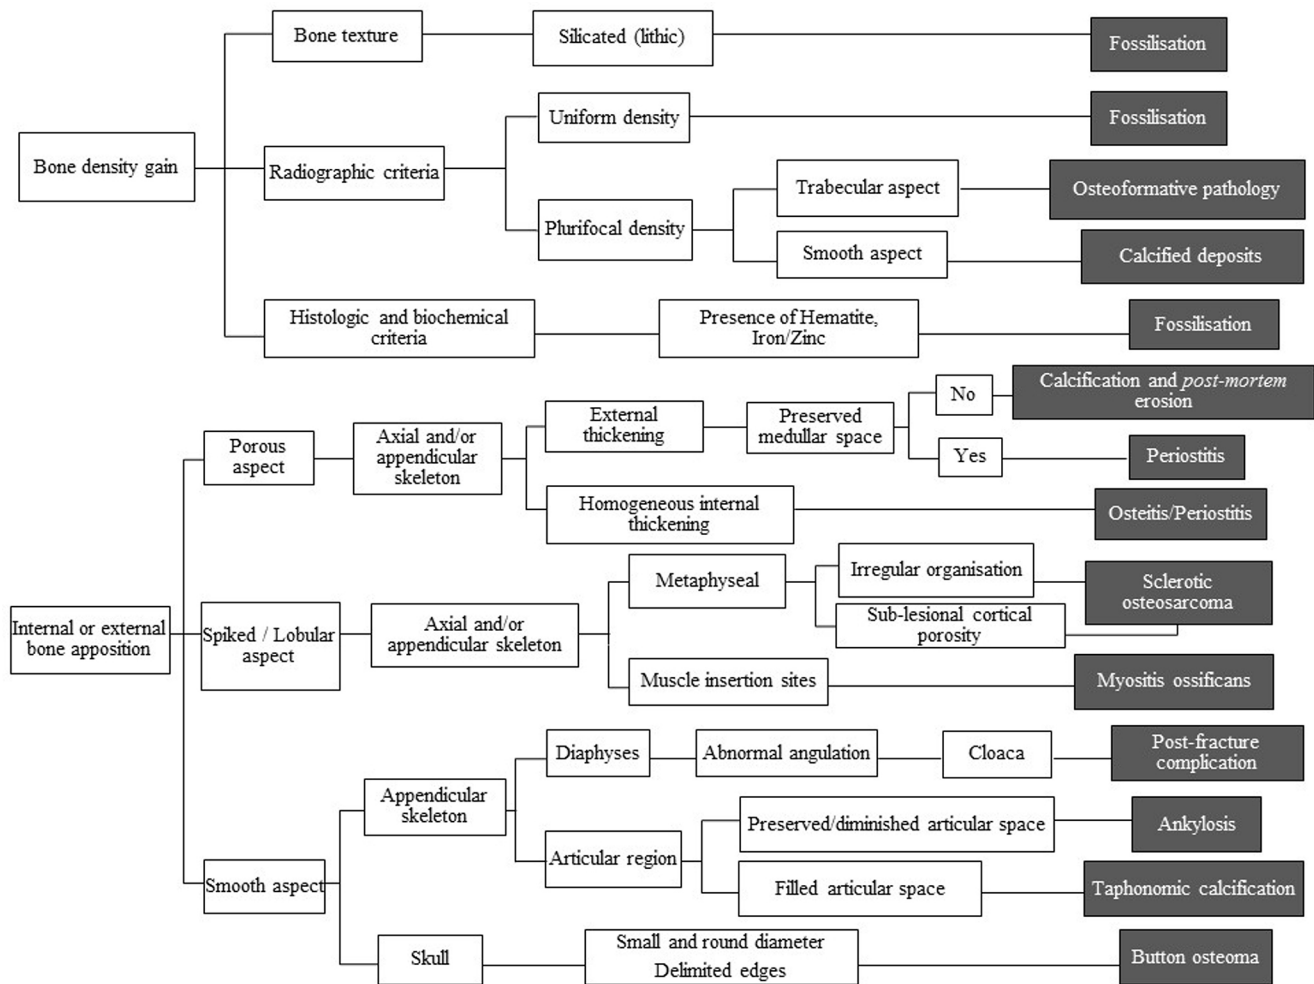 Bone texture
Silicated (lithic)
Fossilisation
Bone density gain
Radiographic criteria
Uniform density
Fossilisation
Plurifocal density
Trabecular aspect
Osteoformative pathology
Smooth aspect
Calcified deposits
Histologic and biochemical
criteria
Presence of Hematite,
Iron/Zinc
Fossilisation
Internal or external
bone apposition
Porous
aspect
Axial and/or
appendicular
skeleton
External
thickening
Preserved
medullar space
No
Calcification and post-mortem
erosion
Yes
Periostitis
Homogeneous internal
thickening
Osteitis/Periostitis
Spiked / Lobular
aspect
Axial and/or
appendicular skeleton
Metaphyseal
Irregular organisation
Sub-lesional cortical
porosity
Sclerotic
osteosarcoma
Muscle insertion sites
Myositis ossificans
Smooth aspect
Appendicular
skeleton
Diaphyses
Abnormal angulation
Cloaca
Post-fracture
complication
Articular region
Preserved/diminished articular space
Ankylosis
Filled articular space
Taphonomic calcification
Skull
Small and round diameter
Delimited edges
Button osteoma